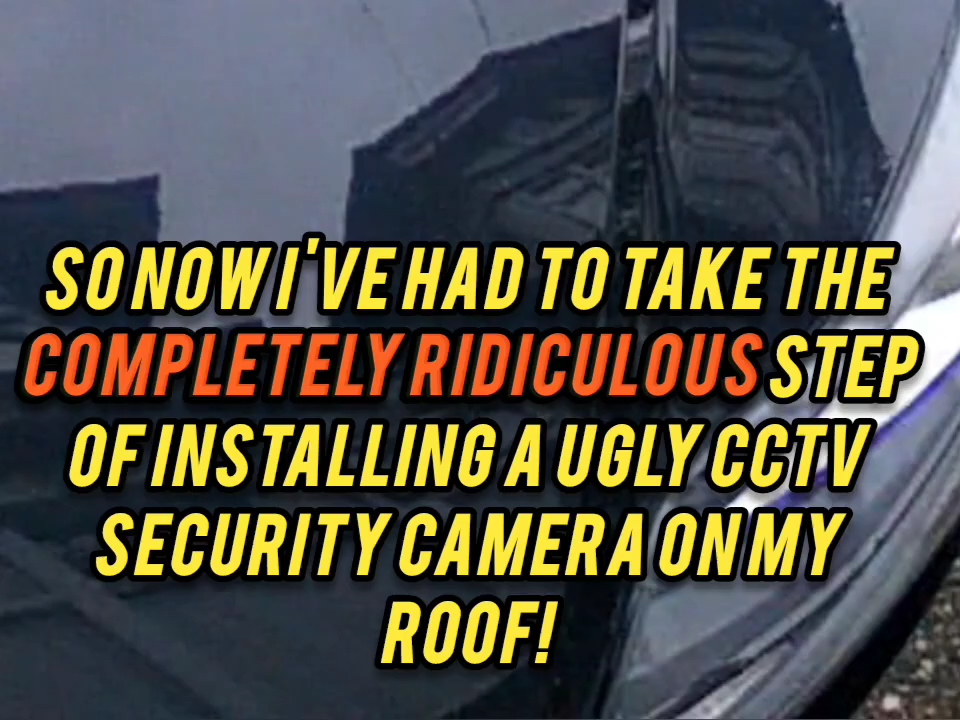 SO NOW I'VE HAD TO TAKE THE
COMPLETELY RIDICULOUS STEP
OF INSTALLING A UGLY CCTV
SECURITY CAMERA ON MY
ROOF!